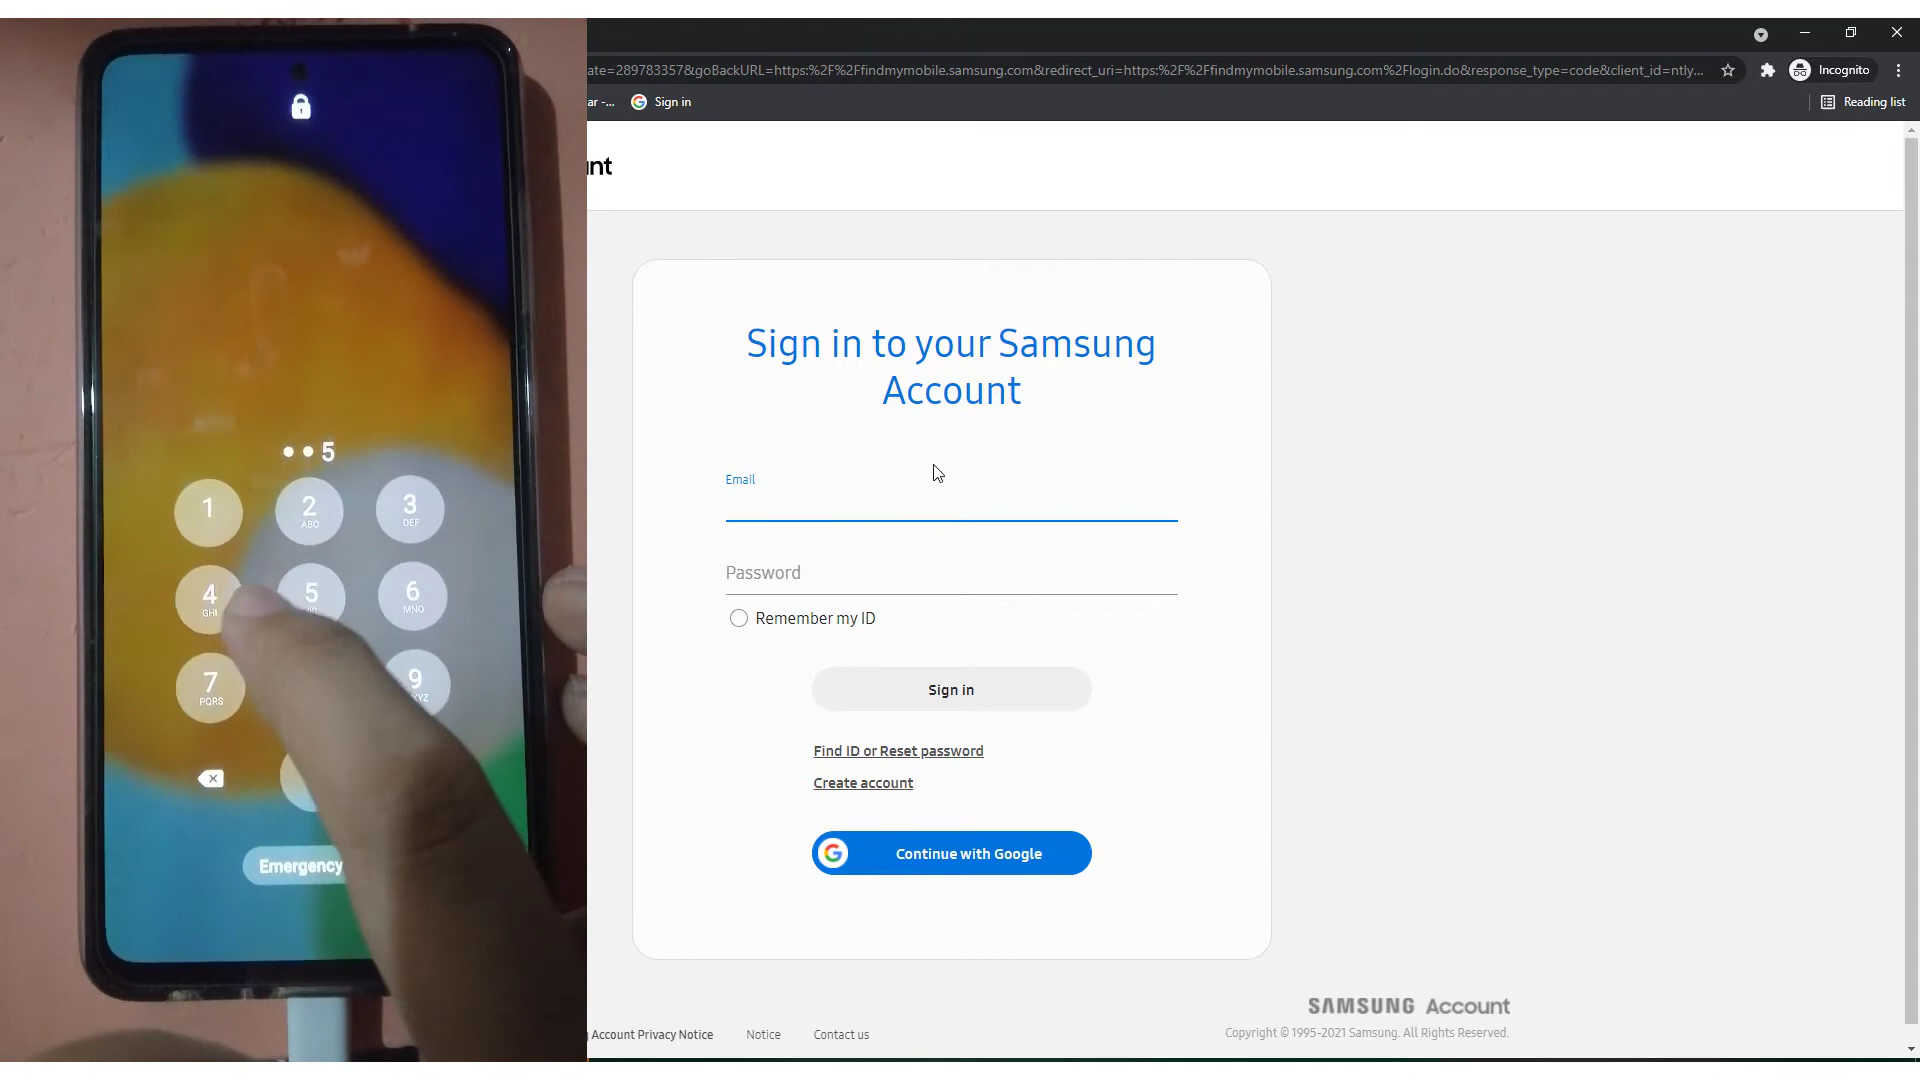 ate=289783357&goBackURL=https:%2F%2Ffindmymobile.samsung.com&redirect_uri=https:%2F%2Ffindmymobile.samsung.com%2Flogin.do&response_type=code&client_id=ntly...
Incognito
ar -...
Sign in
Reading list
unt
Sign in to your Samsung
Account
Email
Password
Remember my ID
Sign in
Find ID or Reset password
Create account
Continue with Google
SAMSUNG Account
Account Privacy Notice
Notice
Contact us
Copyright © 1995-2021 Samsung. All Rights Reserved.
5
1
2
ABC
3
DEF
4
GHI
5
6
MNO
7
PQRS
9
Emergency